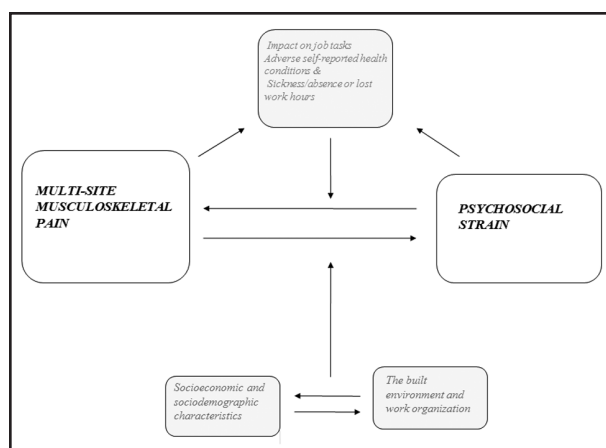 Impact on job tasks
Adverse self-reported health
conditions &
Sickness/absence or lost
work hours
MULTI-SITE
MUSCULOSKELETAL
PAIN
PSYCHOSOCIAL
STRAIN
Socioeconomic and
sociodemographic
characteristics
The built
environment and
work organization